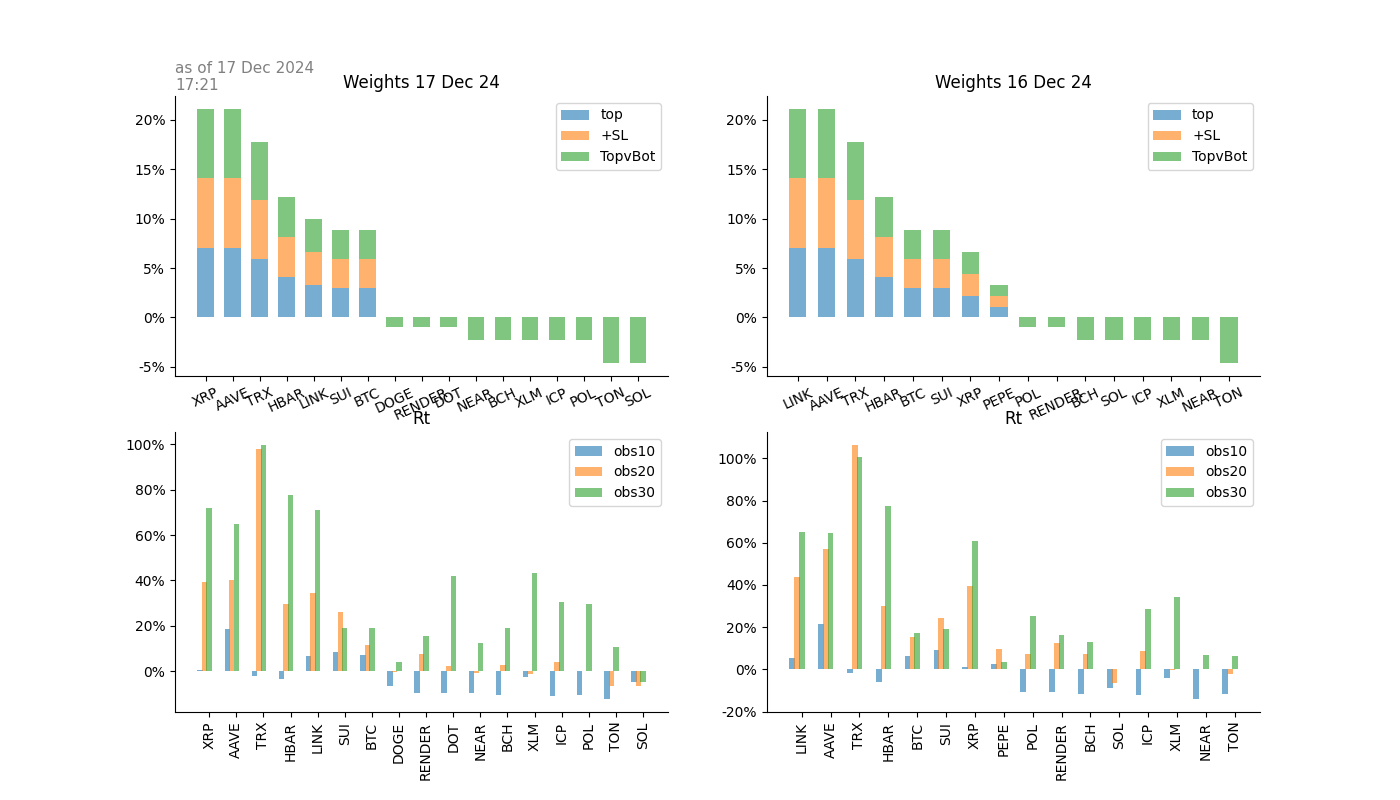 as of 17 Dec 2024
17:21
Weights 17 Dec 24
20%
15%
10%
5%
0%
-5%
top
+SL
TopvBot
XRP AAVE TRX HBAR LINK SUI BTC DOGE RENDER DOT NEAR BCH XLM ICP POL TON SOL
Weights 16 Dec 24
20%
15%
10%
5%
0%
-5%
top
+SL
TopvBot
LINK AAVE TRX HBAR BTC SUI XRP PEPE POL RENDER BCH SOL ICP XLM NEAR TON
Rt
100%
80%
60%
40%
20%
0%
obs10
obs20
obs30
XRP AAVE TRX HBAR LINK SUI BTC DOGE RENDER DOT NEAR BCH XLM ICP POL TON SOL
Rt
100%
80%
60%
40%
20%
0%
-20%
obs10
obs20
obs30
LINK AAVE TRX HBAR BTC SUI XRP PEPE POL RENDER BCH SOL ICP XLM NEAR TON